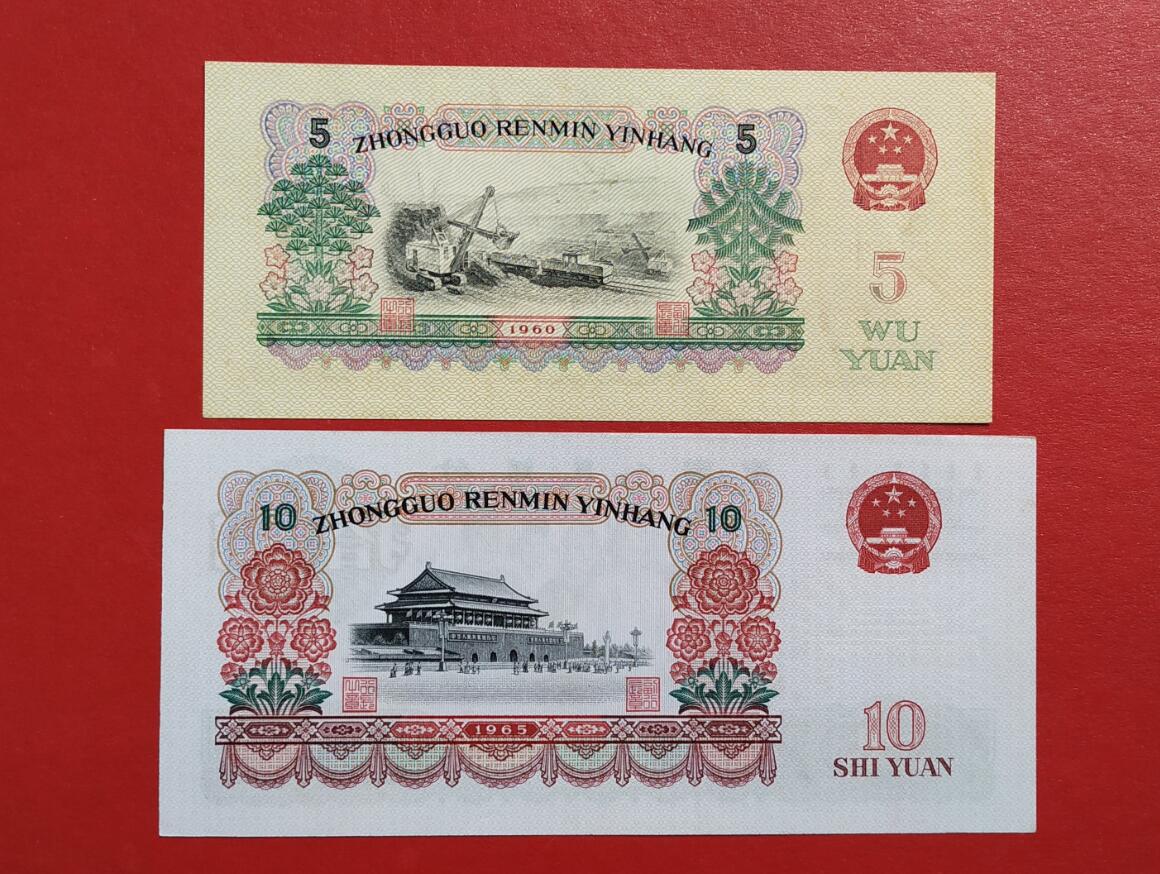 5 ZHONGGUO RENMIN YINHANG 5
5
WU
YUAN
1960
10 ZHONGGUO RENMIN YINHANG 10
10
SHI YUAN
1965